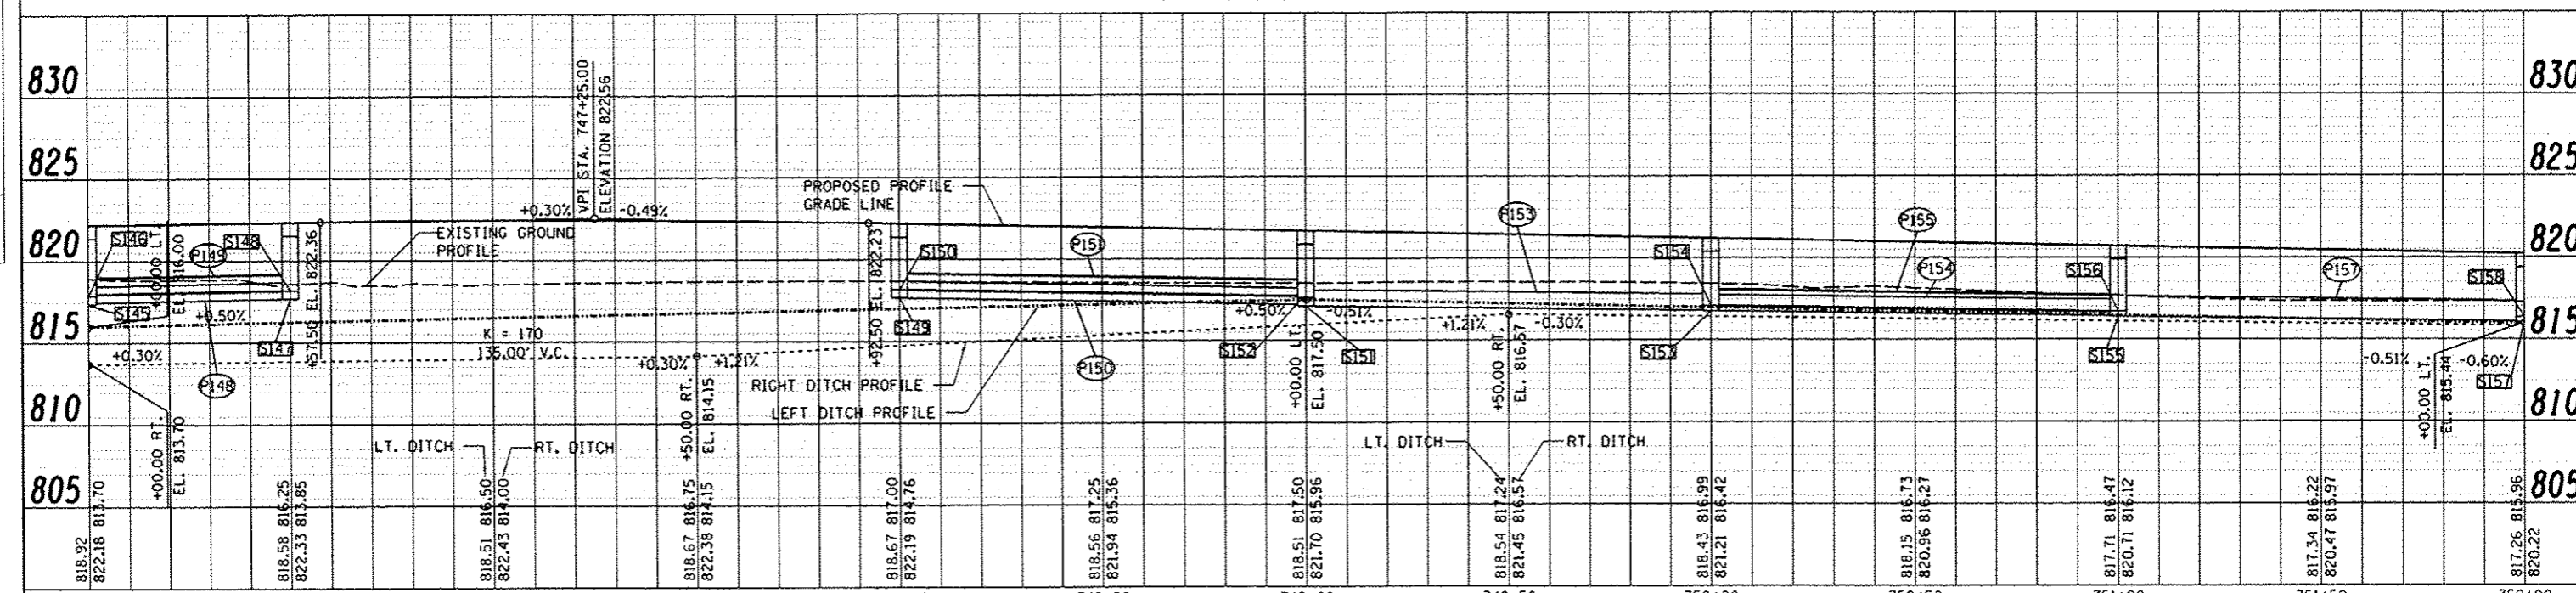 830 830
825 825
820 820
815 815
810 810
805 805
VPI STA. 747+25.00
ELEVATION 822.56
+0.30% -0.49%
PROPOSED PROFILE
GRADE LINE
EXISTING GROUND
PROFILE
S146
P149
S148
S145
+00.00 LT.
EL. 816.00
+0.50%
S147
P148
+0.30%
+00.00 RT.
EL. 813.70
+57.50 EL. 822.36
K = 170
135.00' V.C.
+0.30% +1.21%
+50.00 RT.
EL. 814.15
+92.50 EL. 822.23
S150
S149
P151
P150
RIGHT DITCH PROFILE
LEFT DITCH PROFILE
LT. DITCH RT. DITCH
+0.50% -0.51%
S152
S151
+00.00 LT.
EL. 817.50
P153
+1.21% -0.30%
+50.00 RT.
EL. 816.57
LT. DITCH RT. DITCH
S154
S153
P155
P154
S156
S155
P157
S158
-0.51% -0.60%
S157
+00.00 LT.
EL. 815.44
818.92 813.70
822.18
818.58 816.25
822.33 813.85
818.51 816.50
822.43 814.00
818.67 816.75
822.38 814.15
818.67 817.00
822.19 814.76
818.56 817.25
821.94 815.36
818.51 817.50
821.70 815.96
818.54 817.24
821.45 816.57
818.43 816.99
821.21 816.42
818.15 816.73
820.96 816.27
817.71 816.47
820.71 816.12
817.34 816.22
820.47 815.97
817.26 815.96
820.22